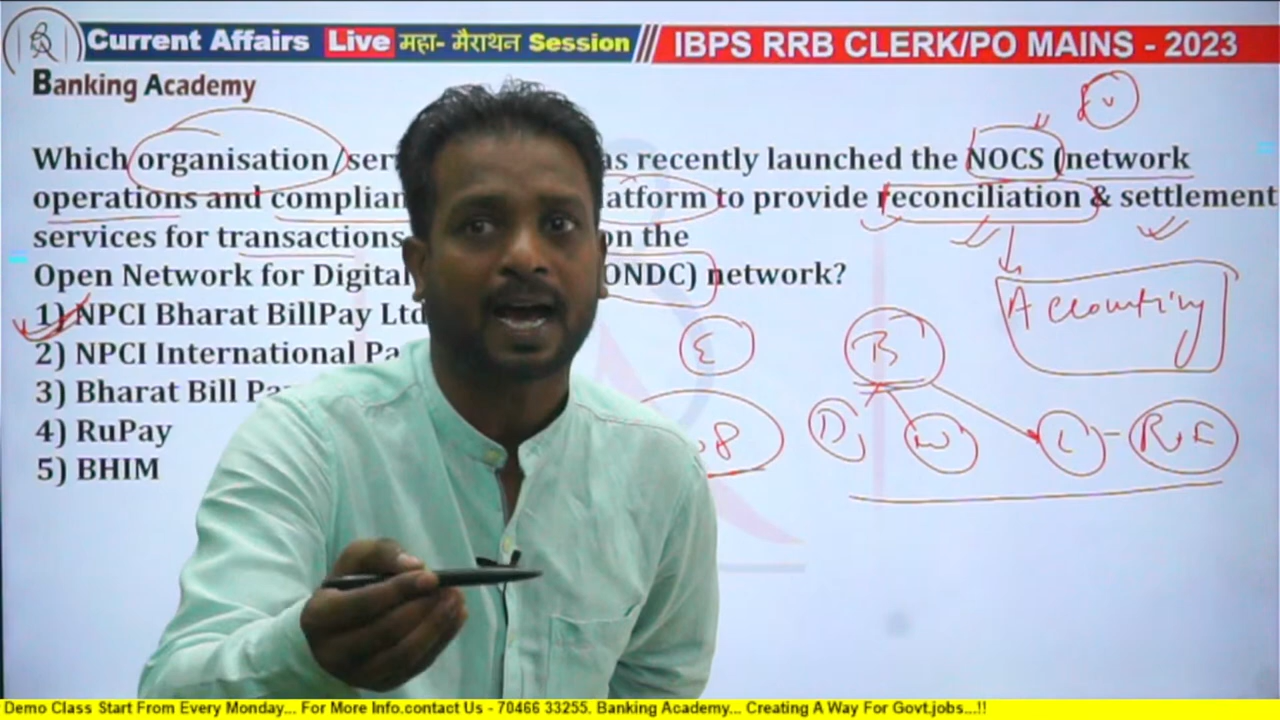 Current Affairs Live महा- मैराथन Session IBPS RRB CLERK/PO MAINS - 2023
Banking Academy
Which organisation/ser as recently launched the NOCS (network
operations and complian atform to provide reconciliation & settlement
services for transactions on the
Open Network for Digital ONDC) network?
1) NPCI Bharat BillPay Ltd
2) NPCI International Pa
3) Bharat Bill Pa
4) RuPay
5) BHIM
Accounting
E
B
D
W
L
8
Demo Class Start From Every Monday... For More Info.contact Us - 70466 33255. Banking Academy... Creating A Way For Govt.jobs...!!